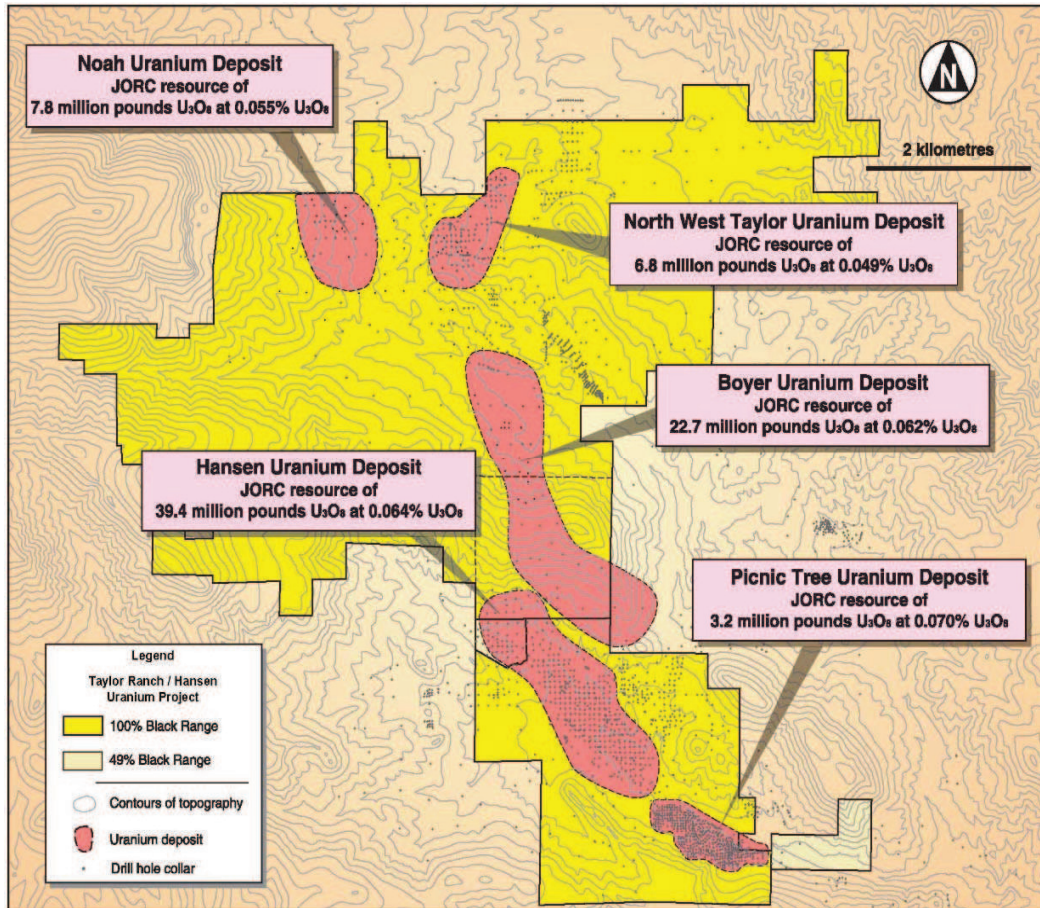 Noah Uranium Deposit
JORC resource of
7.8 million pounds U₃O₈ at 0.055% U₃O₈
N
2 kilometres
North West Taylor Uranium Deposit
JORC resource of
6.8 million pounds U₃O₈ at 0.049% U₃O₈
Boyer Uranium Deposit
JORC resource of
22.7 million pounds U₃O₈ at 0.062% U₃O₈
Hansen Uranium Deposit
JORC resource of
39.4 million pounds U₃O₈ at 0.064% U₃O₈
Picnic Tree Uranium Deposit
JORC resource of
3.2 million pounds U₃O₈ at 0.070% U₃O₈
Legend
Taylor Ranch / Hansen
Uranium Project
100% Black Range
49% Black Range
Contours of topography
Uranium deposit
Drill hole collar